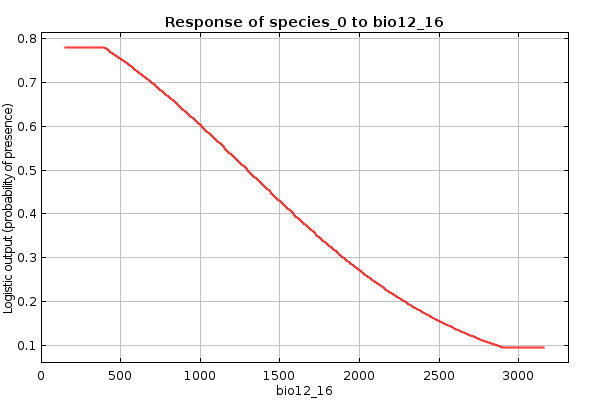 Response of species_0 to bio12_16
Logistic output (probability of presence)
0.8
0.7
0.6
0.5
0.4
0.3
0.2
0.1
0 500 1000 1500 2000 2500 3000
bio12_16